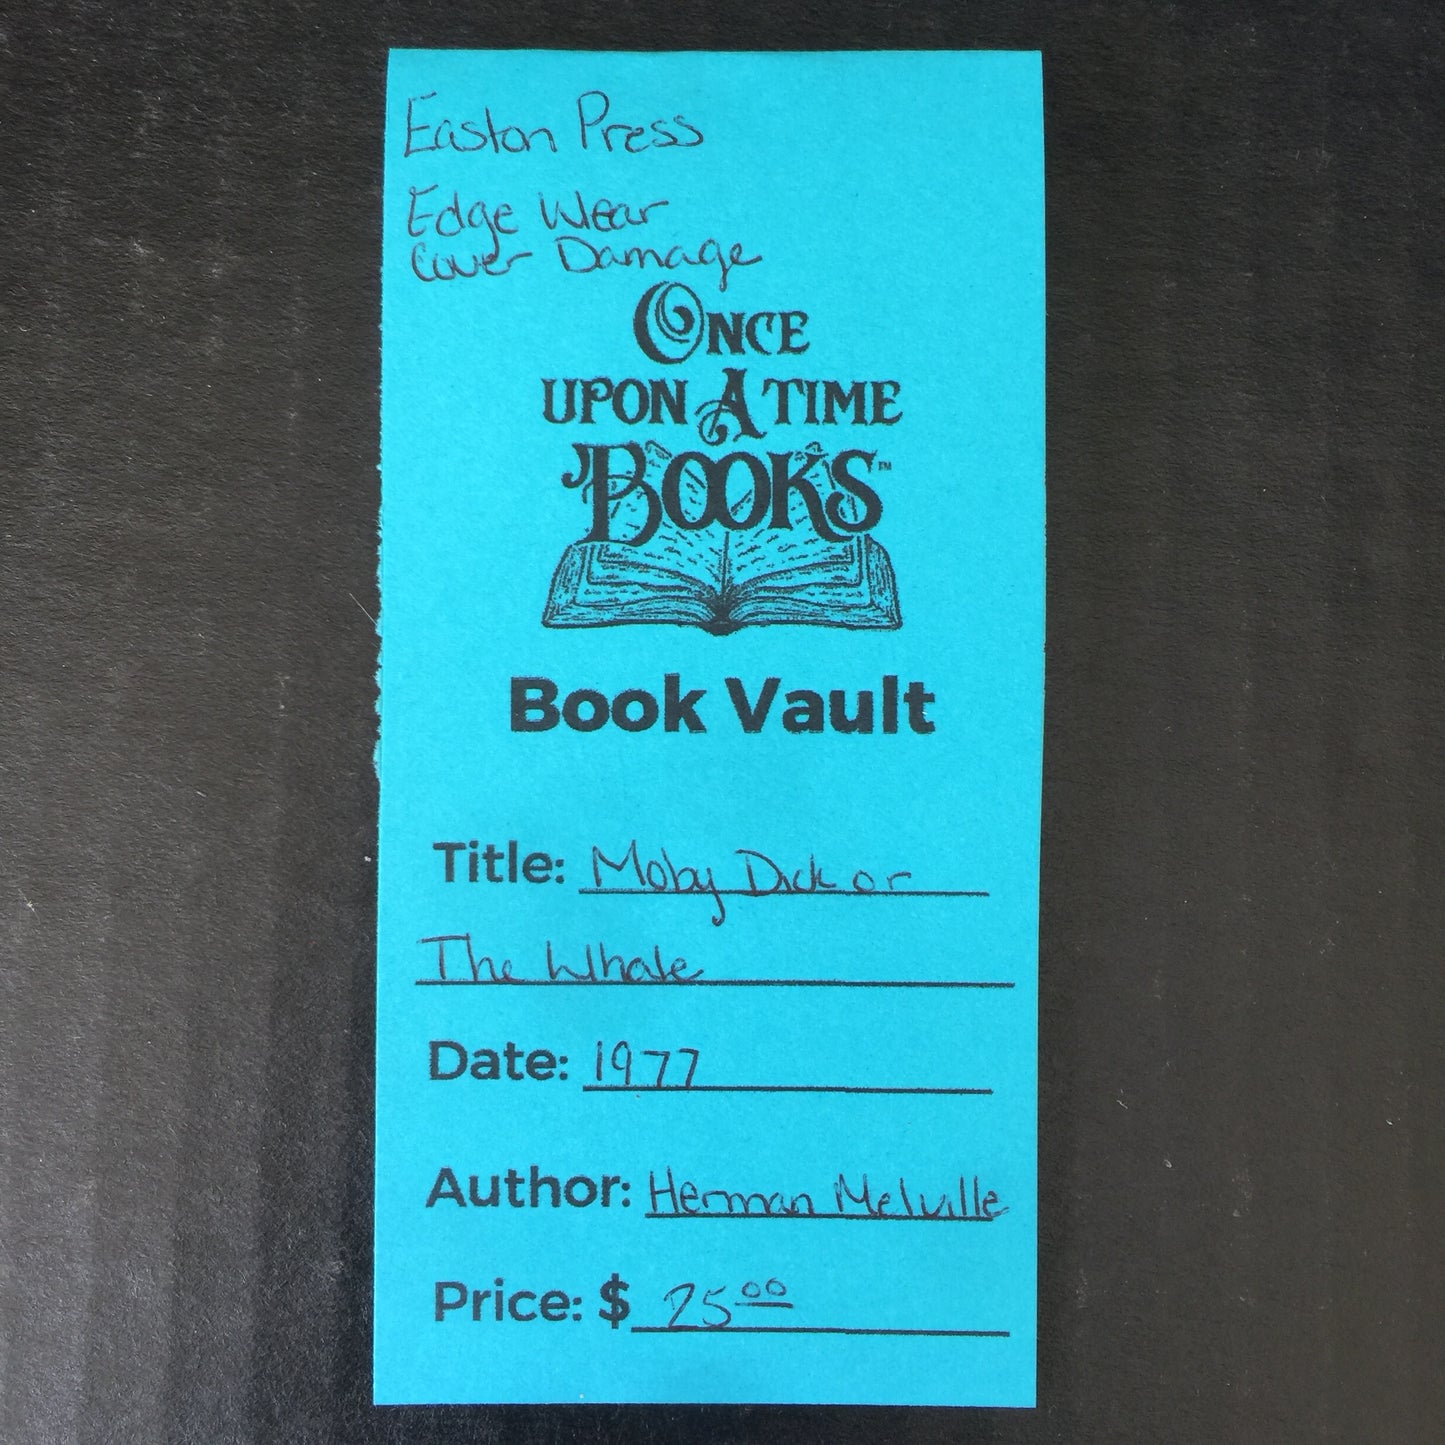 Easton Press
Edge Wear
Cover Damage
ONCE
UPON A TIME
BOOKS™
Book Vault
Title: Moby Dick or
The Whale
Date: 1977
Author: Herman Melville
Price: $ 25.00